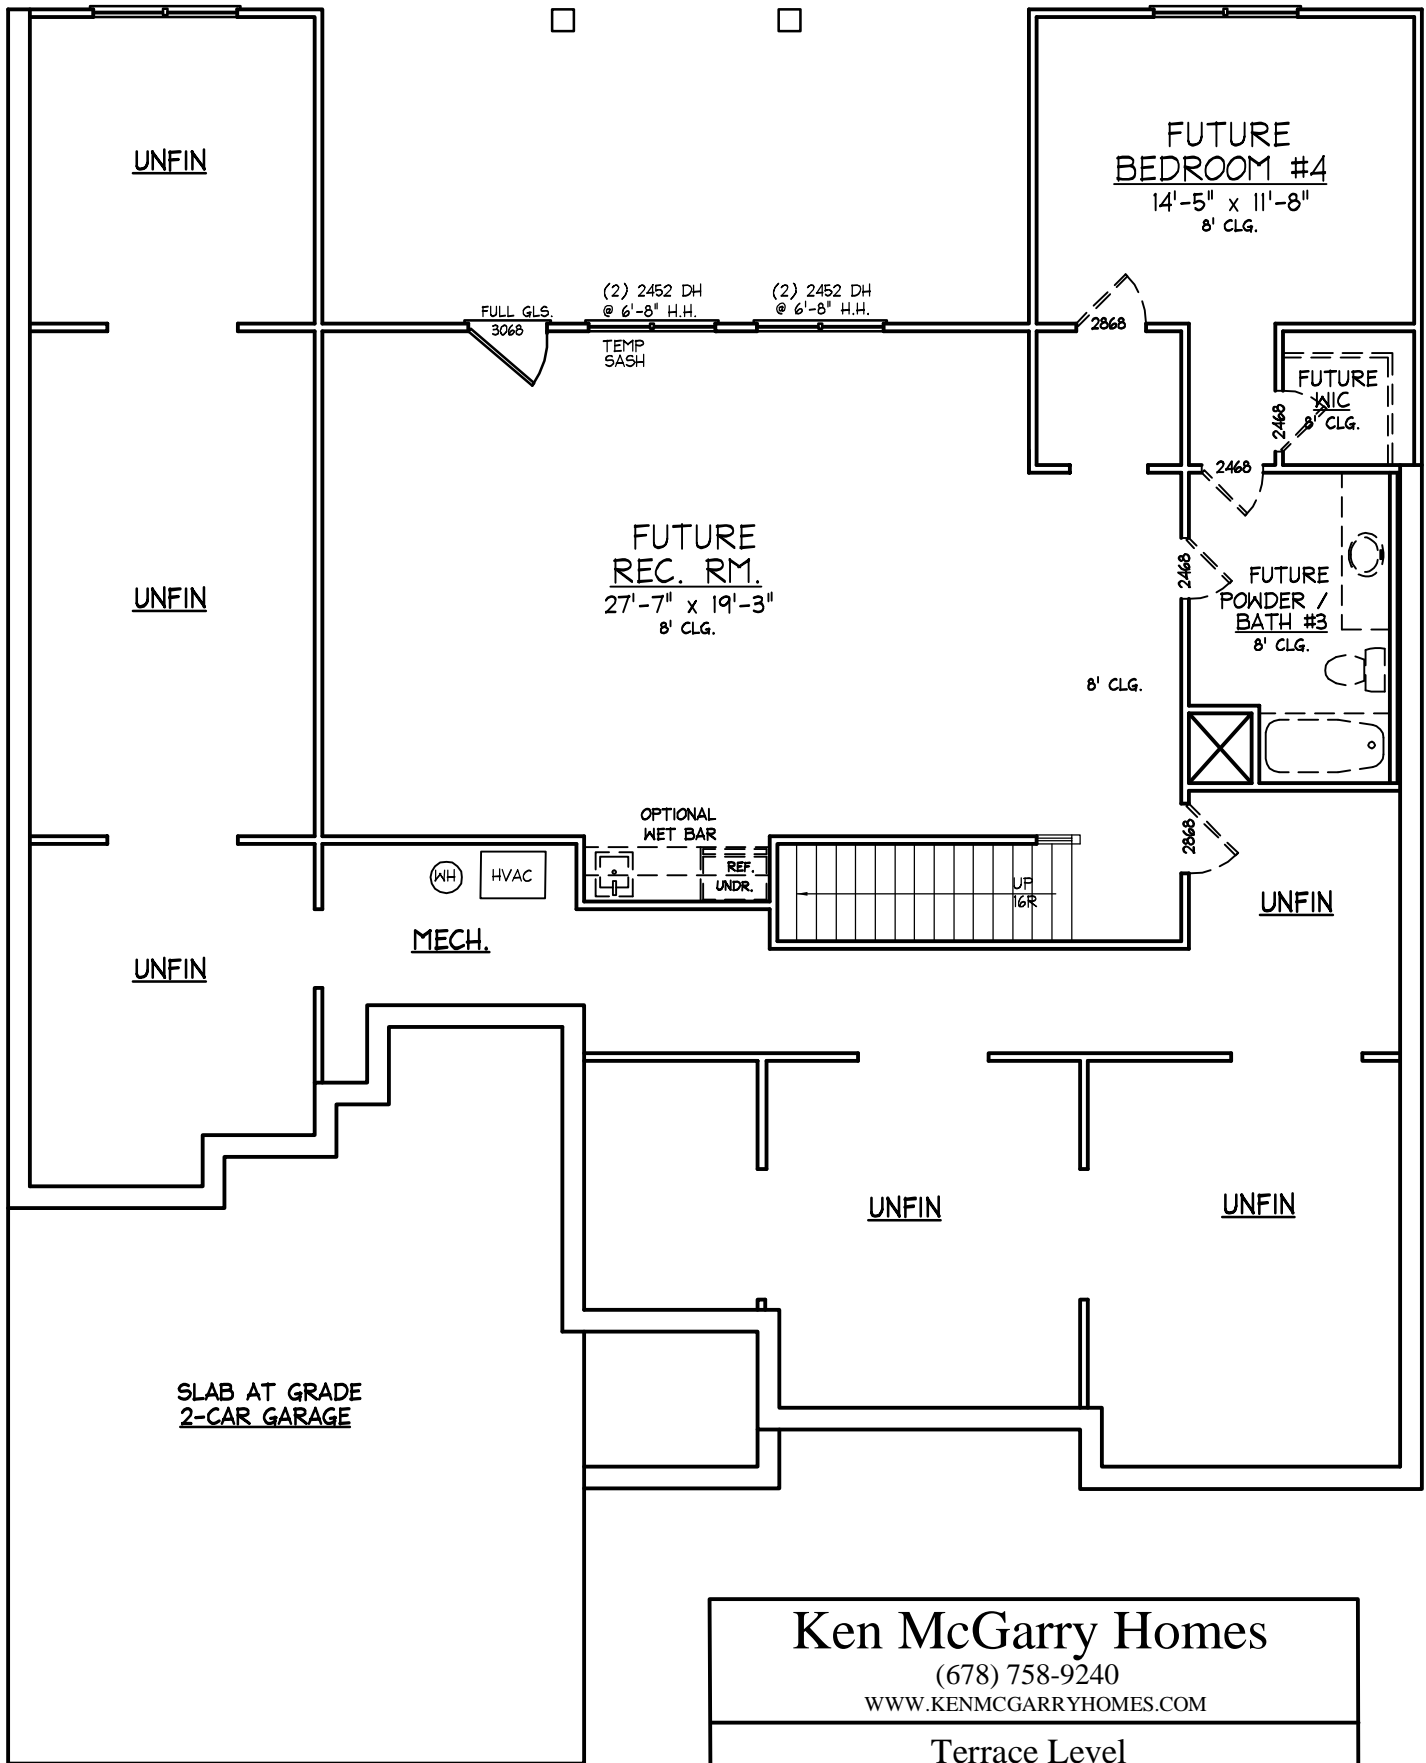 UNFIN
FUTURE
BEDROOM #4
14'-5" x 11'-8"
8' CLG.
(2) 2452 DH
@ 6'-8" H.H.
(2) 2452 DH
@ 6'-8" H.H.
FULL GLS.
3068
TEMP
SASH
2868
FUTURE
WIC
8' CLG.
2468
2468
FUTURE
REC. RM.
27'-7" x 19'-3"
8' CLG.
UNFIN
2468
FUTURE
POWDER /
BATH #3
8' CLG.
8' CLG.
OPTIONAL
WET BAR
REF.
UNDR.
WH
HVAC
MECH.
UP
16R
2868
UNFIN
UNFIN
UNFIN
UNFIN
SLAB AT GRADE
2-CAR GARAGE
Ken McGarry Homes
(678) 758-9240
WWW.KENMCGARRYHOMES.COM
Terrace Level